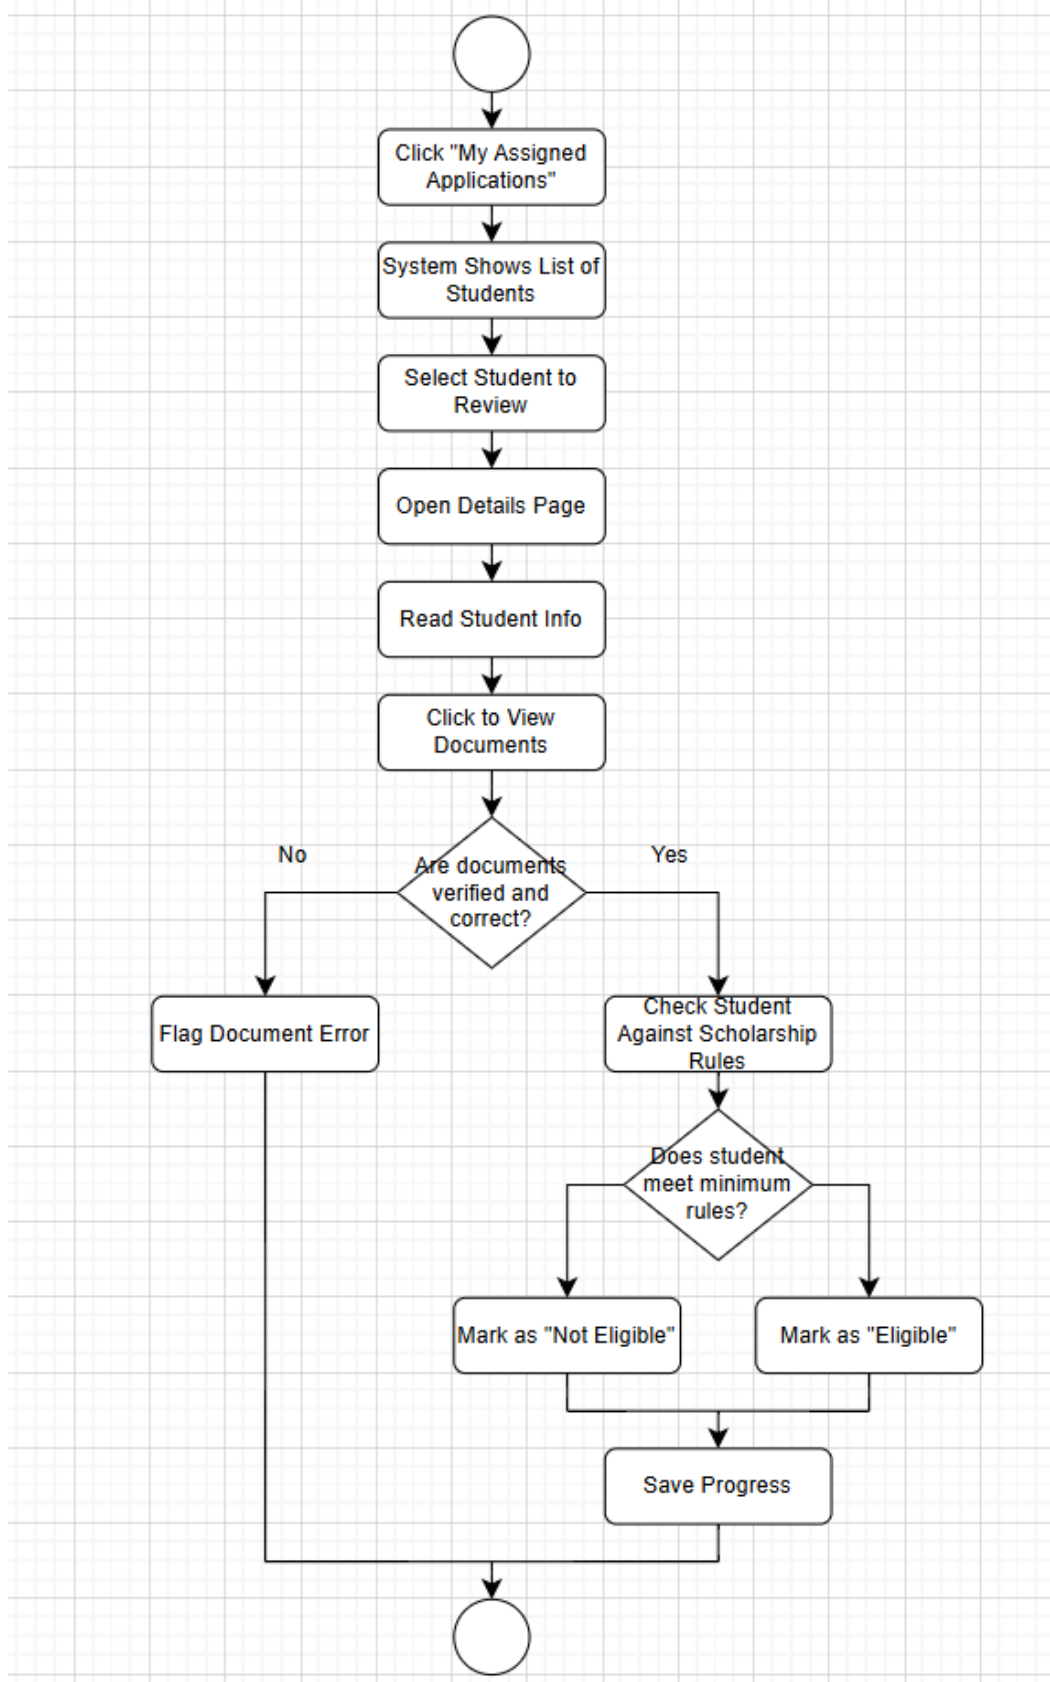 Click "My Assigned
Applications"
System Shows List of
Students
Select Student to
Review
Open Details Page
Read Student Info
Click to View
Documents
No
Yes
Are documents
verified and
correct?
Flag Document Error
Check Student
Against Scholarship
Rules
Does student
meet minimum
rules?
Mark as "Not Eligible"
Mark as "Eligible"
Save Progress